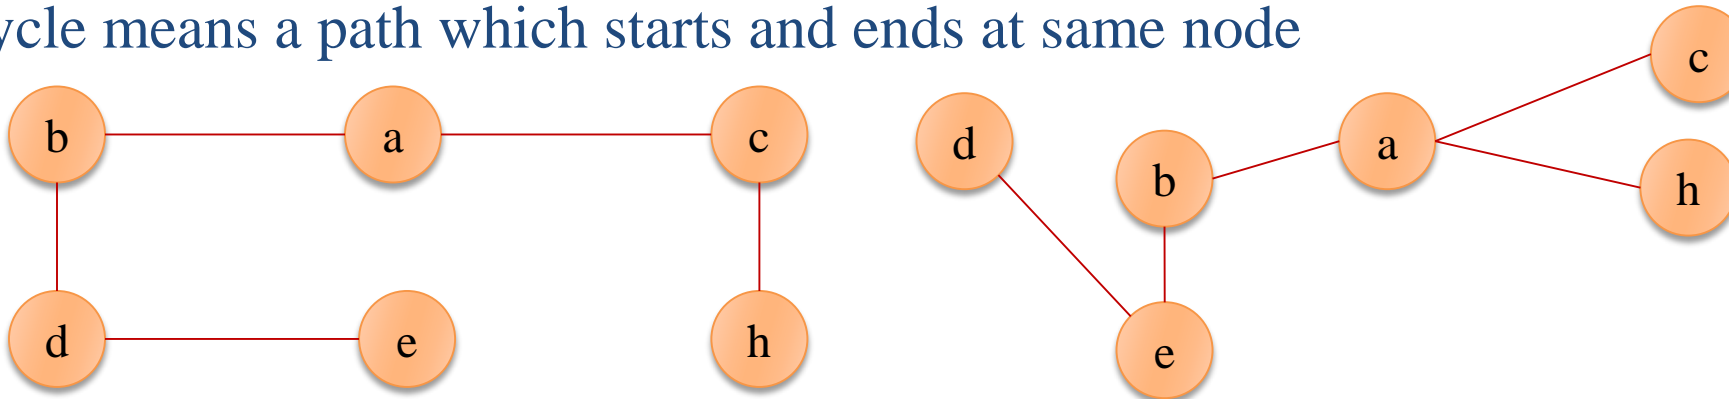 ycle means a path which starts and ends at same node
b a c
d e h
d b a c
e h